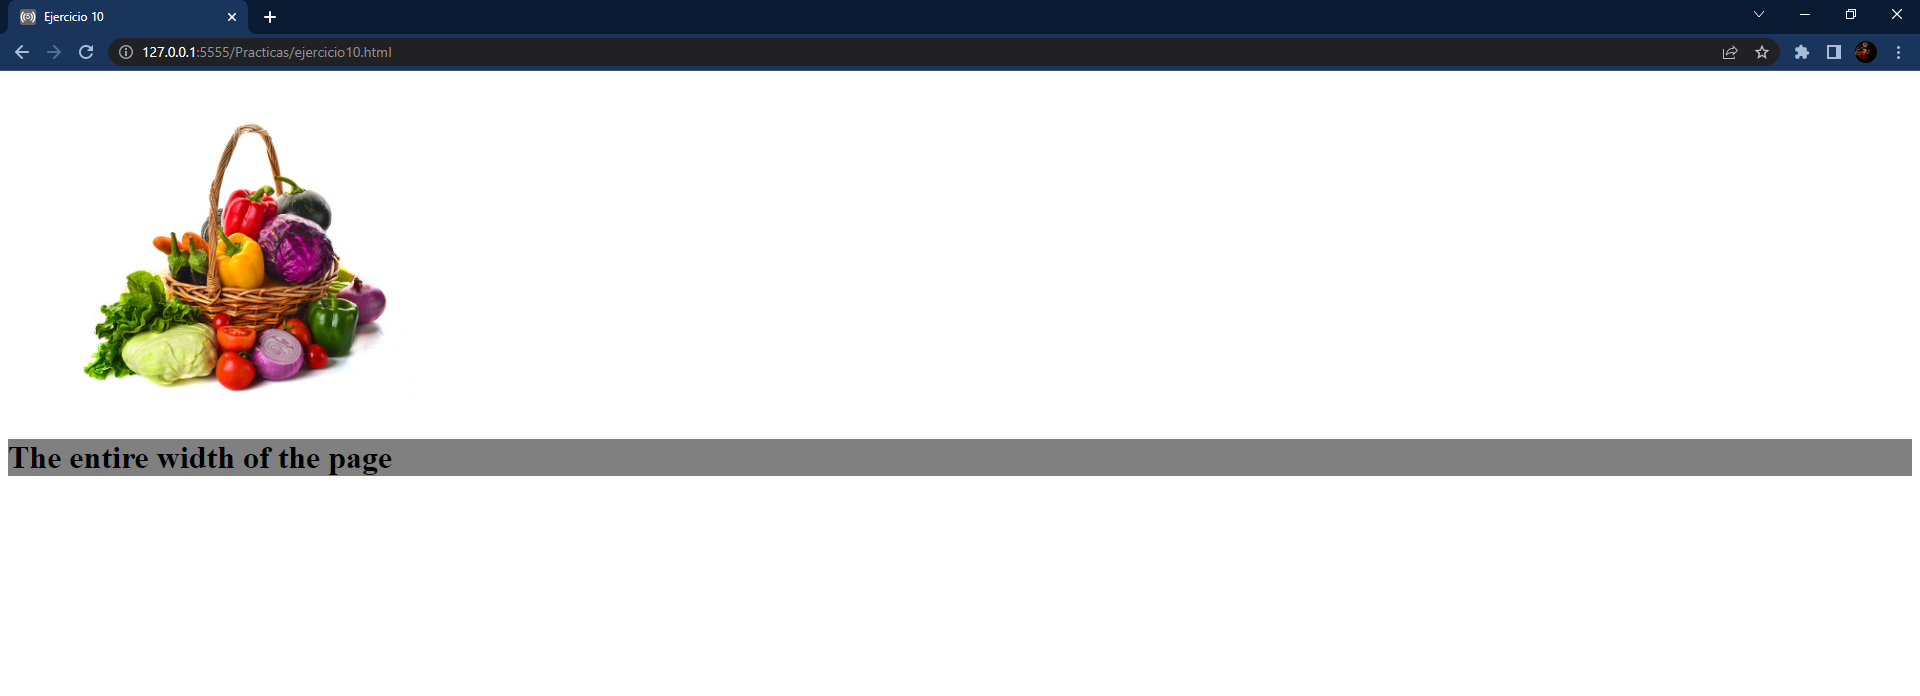 Ejercicio 10
127.0.0.1:5555/Practicas/ejercicio10.html
The entire width of the page